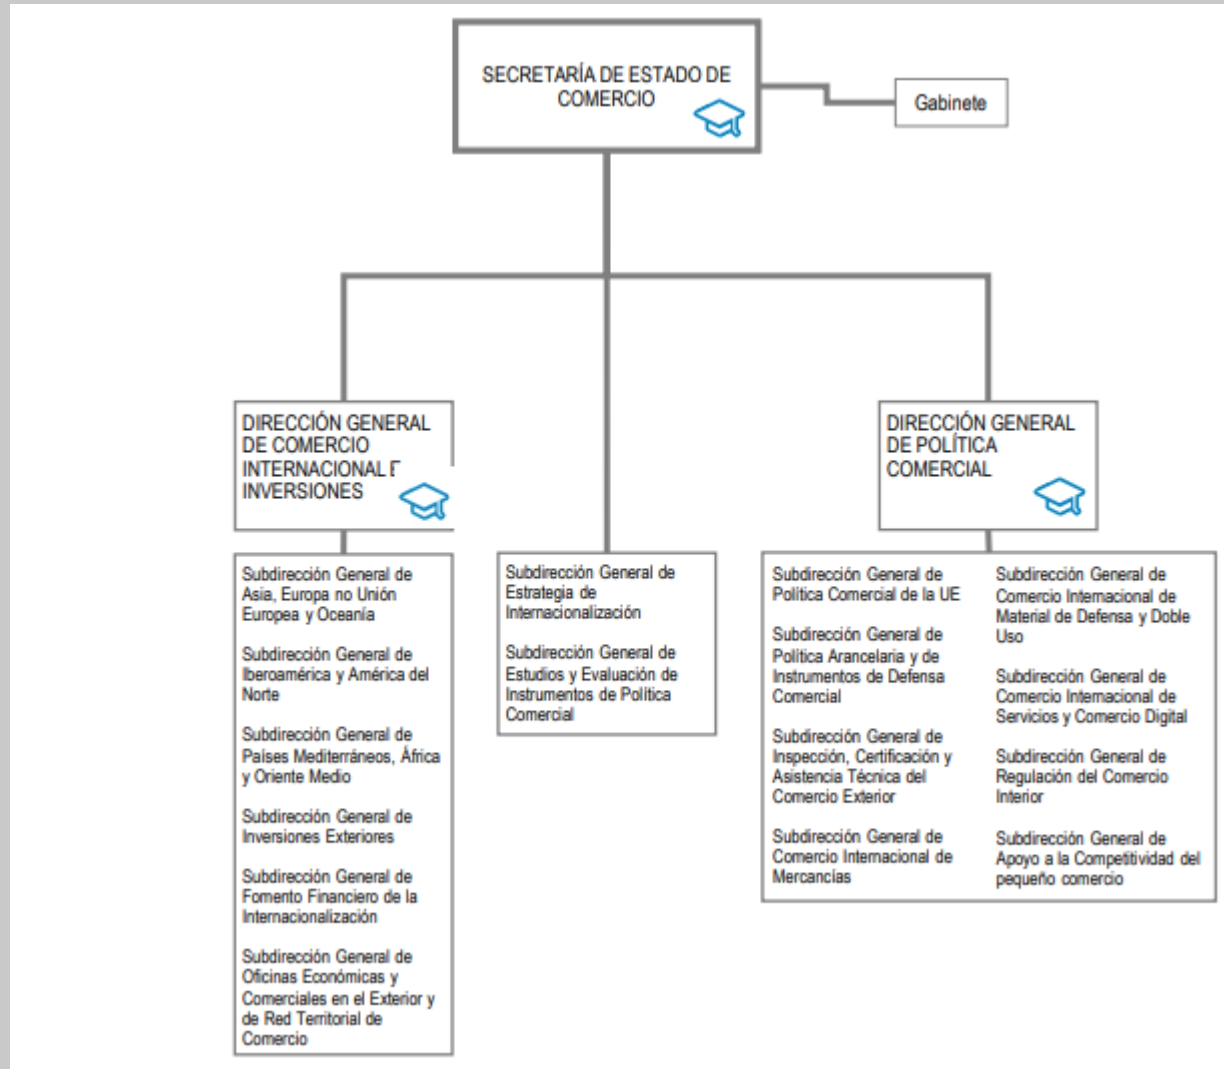 SECRETARÍA DE ESTADO DE
COMERCIO
Gabinete
DIRECCIÓN GENERAL
DE COMERCIO
INTERNACIONAL E
INVERSIONES
Subdirección General de
Asia, Europa no Unión
Europea y Oceanía
Subdirección General de
Iberoamérica y América del
Norte
Subdirección General de
Países Mediterráneos, África
y Oriente Medio
Subdirección General de
Inversiones Exteriores
Subdirección General de
Fomento Financiero de la
Internacionalización
Subdirección General de
Oficinas Económicas y
Comerciales en el Exterior y
de Red Territorial de
Comercio
Subdirección General de
Estrategia de
Internacionalización
Subdirección General de
Estudios y Evaluación de
Instrumentos de Política
Comercial
DIRECCIÓN GENERAL
DE POLÍTICA
COMERCIAL
Subdirección General de
Política Comercial de la UE
Subdirección General de
Política Arancelaria y de
Instrumentos de Defensa
Comercial
Subdirección General de
Inspección, Certificación y
Asistencia Técnica del
Comercio Exterior
Subdirección General de
Comercio Internacional de
Mercancías
Subdirección General de
Comercio Internacional de
Material de Defensa y Doble
Uso
Subdirección General de
Comercio Internacional de
Servicios y Comercio Digital
Subdirección General de
Regulación del Comercio
Interior
Subdirección General de
Apoyo a la Competitividad del
pequeño comercio